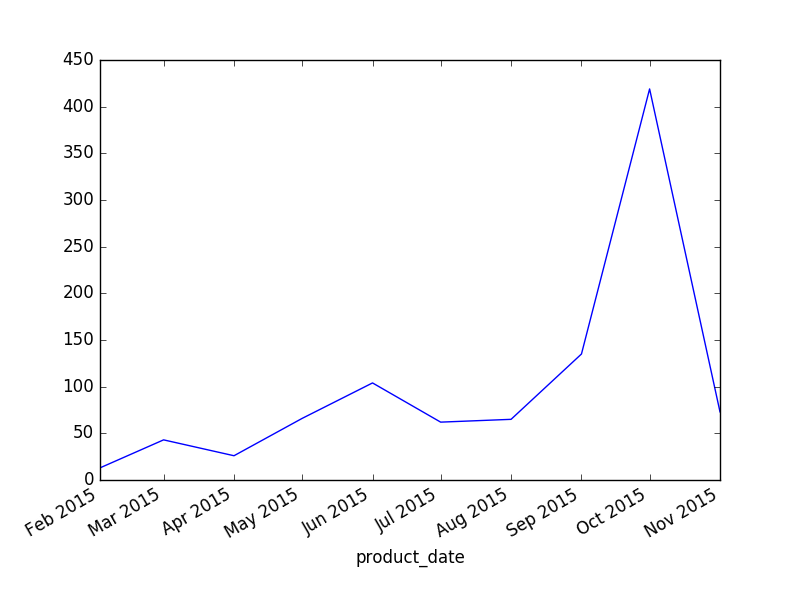 450
400
350
300
250
200
150
100
50
0
Feb 2015
Mar 2015
Apr 2015
May 2015
Jun 2015
Jul 2015
Aug 2015
Sep 2015
Oct 2015
Nov 2015
product_date